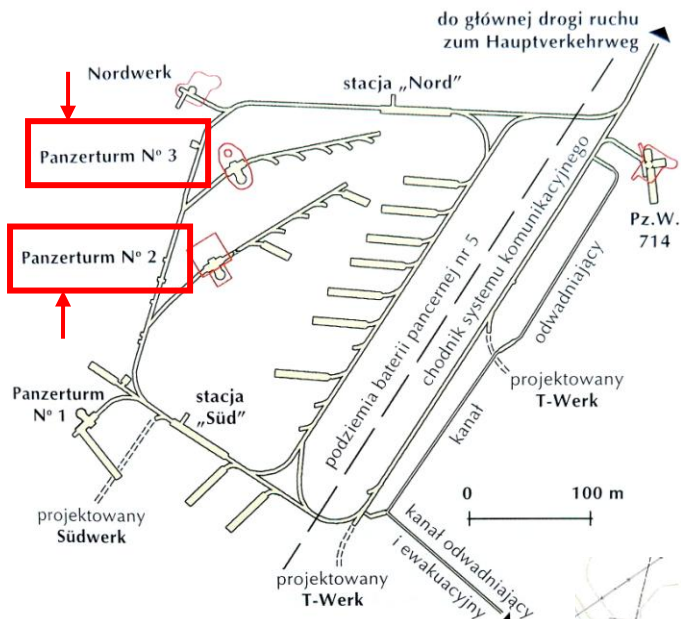 do głównej drogi ruchu
zum Hauptverkehrweg
Nordwerk
stacja „Nord"
Panzerturm Nº 3
Pz.W.
714
Panzerturm Nº 2
podziemia baterii pancernej nr 5
chodnik systemu komunikacyjnego
odwadniający
kanał
projektowany
T-Werk
Panzerturm
Nº 1
stacja
„Süd"
projektowany
Südwerk
0 100 m
projektowany
T-Werk
kanał odwadniający
i ewakuacyjny